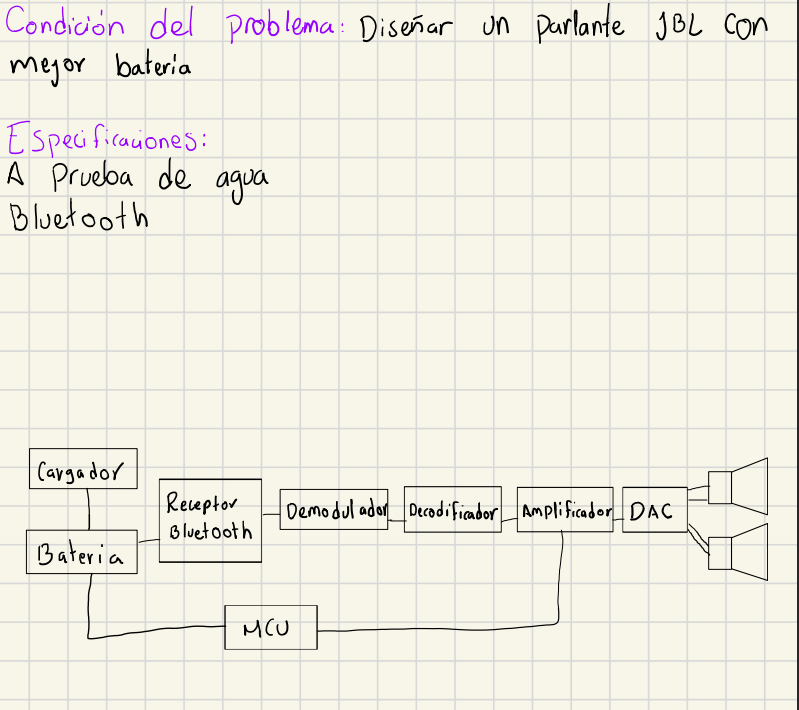 Condición del problema: Diseñar un parlante JBL con
mejor bateria
Especificaciones:
A Prueba de agua
Bluetooth
Cargador
Bateria
Receptor
Bluetooth
Demodulador
Decodificador
Amplificador
DAC
MCU